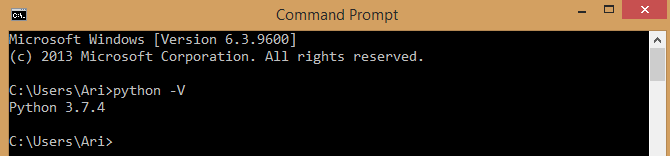 Command Prompt
Microsoft Windows [Version 6.3.9600]
(c) 2013 Microsoft Corporation. All rights reserved.
C:\Users\Ari>python -V
Python 3.7.4
C:\Users\Ari>